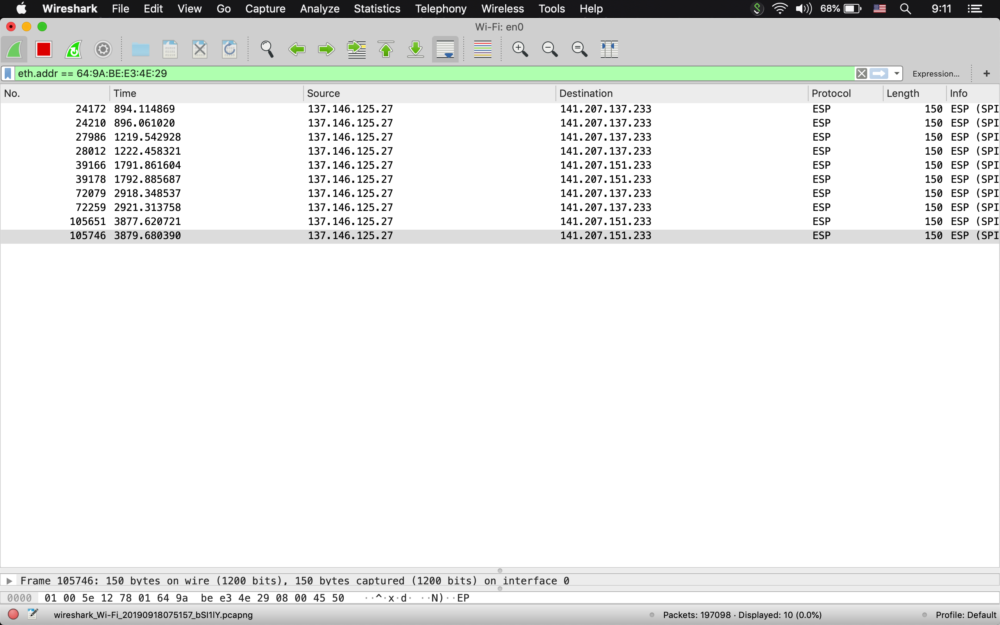 Wireshark File Edit View Go Capture Analyze Statistics Telephony Wireless Tools Help 68% 9:11
Wi-Fi: en0
eth.addr == 64:9A:BE:E3:4E:29 Expression... +
No. Time Source Destination Protocol Length Info
24172 894.114869 137.146.125.27 141.207.137.233 ESP 150 ESP (SPI
24210 896.061020 137.146.125.27 141.207.137.233 ESP 150 ESP (SPI
27986 1219.542928 137.146.125.27 141.207.137.233 ESP 150 ESP (SPI
28012 1222.458321 137.146.125.27 141.207.137.233 ESP 150 ESP (SPI
39166 1791.861604 137.146.125.27 141.207.151.233 ESP 150 ESP (SPI
39178 1792.885687 137.146.125.27 141.207.151.233 ESP 150 ESP (SPI
72079 2918.348537 137.146.125.27 141.207.137.233 ESP 150 ESP (SPI
72259 2921.313758 137.146.125.27 141.207.137.233 ESP 150 ESP (SPI
105651 3877.620721 137.146.125.27 141.207.151.233 ESP 150 ESP (SPI
105746 3879.680390 137.146.125.27 141.207.151.233 ESP 150 ESP (SPI
Frame 105746: 150 bytes on wire (1200 bits), 150 bytes captured (1200 bits) on interface 0
0000 01 00 5e 12 78 01 64 9a be e3 4e 29 08 00 45 50 ··^·x·d· ··N)··EP
Packets: 197098 · Displayed: 10 (0.0%) Profile: Default